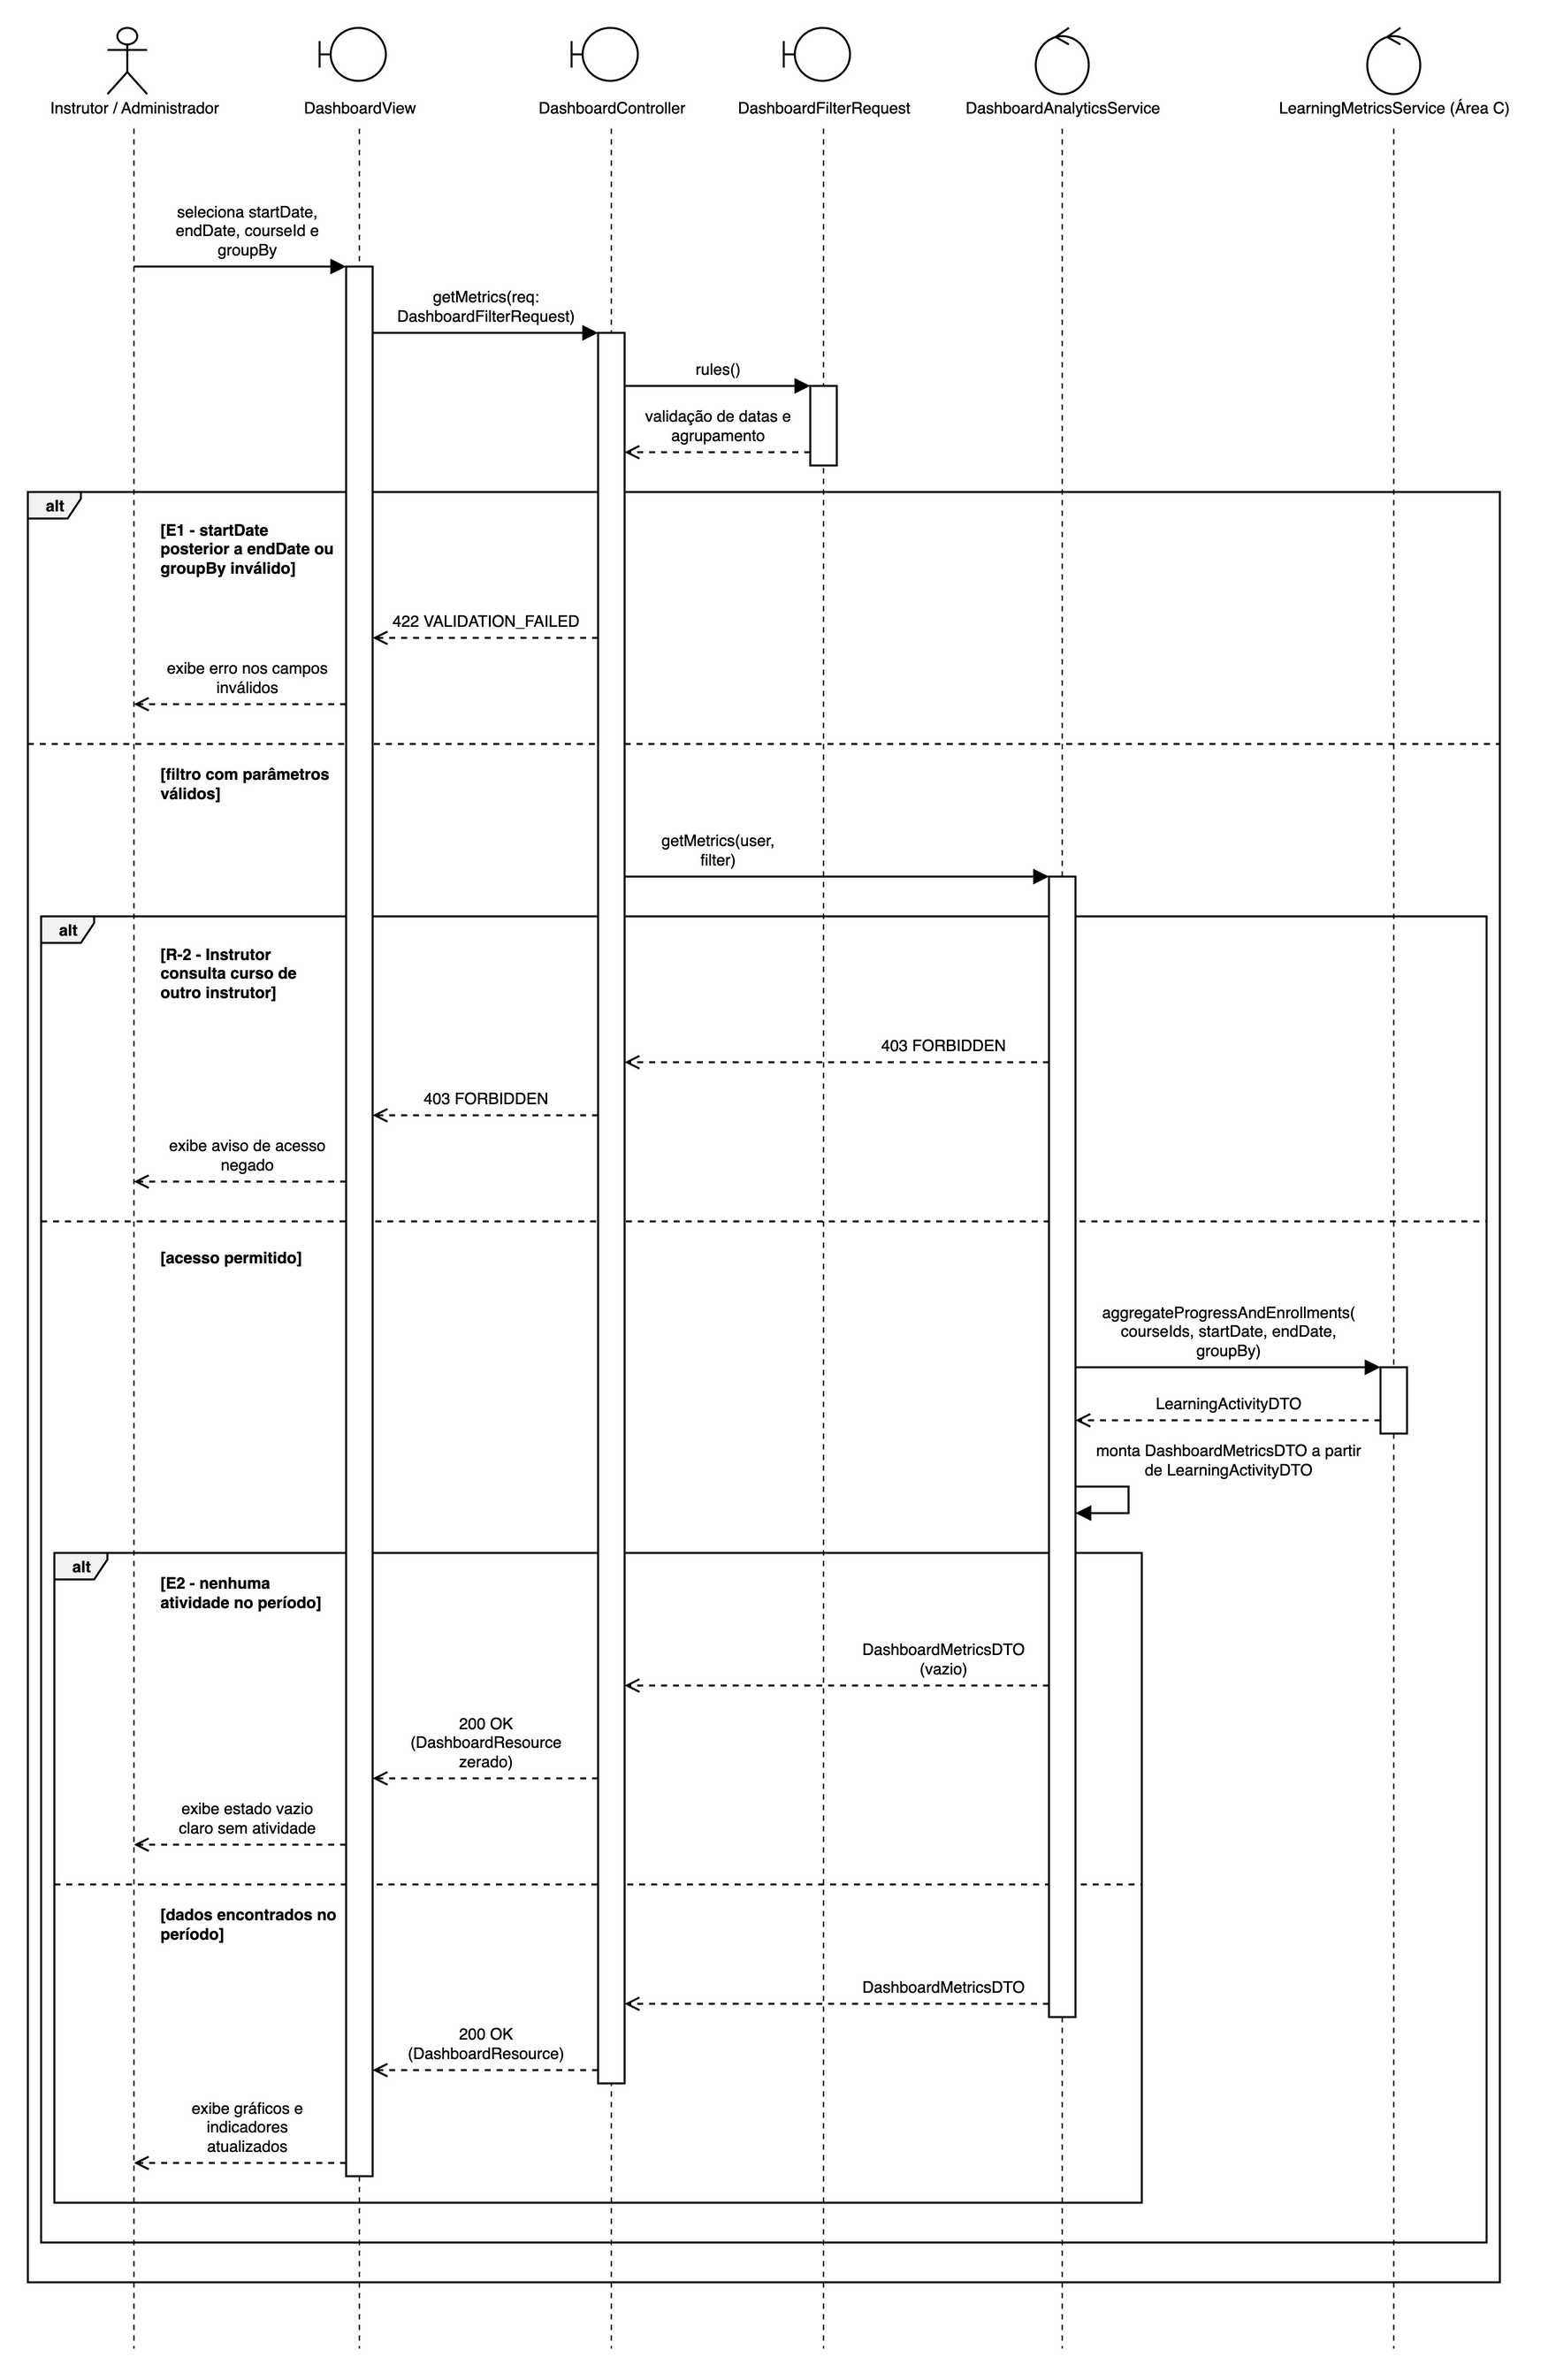 Instrutor / Administrador
DashboardView
DashboardController
DashboardFilterRequest
DashboardAnalyticsService
LearningMetricsService (Área C)
seleciona startDate,
endDate, courseId e
groupBy
getMetrics(req:
DashboardFilterRequest)
rules()
validação de datas e
agrupamento
alt
[E1 - startDate
posterior a endDate ou
groupBy inválido]
422 VALIDATION_FAILED
exibe erro nos campos
inválidos
[filtro com parâmetros
válidos]
getMetrics(user,
filter)
alt
[R-2 - Instrutor
consulta curso de
outro instrutor]
403 FORBIDDEN
403 FORBIDDEN
exibe aviso de acesso
negado
[acesso permitido]
aggregateProgressAndEnrollments(
courseIds, startDate, endDate,
groupBy)
LearningActivityDTO
monta DashboardMetricsDTO a partir
de LearningActivityDTO
alt
[E2 - nenhuma
atividade no período]
DashboardMetricsDTO
(vazio)
200 OK
(DashboardResource
zerado)
exibe estado vazio
claro sem atividade
[dados encontrados no
período]
DashboardMetricsDTO
200 OK
(DashboardResource)
exibe gráficos e
indicadores
atualizados